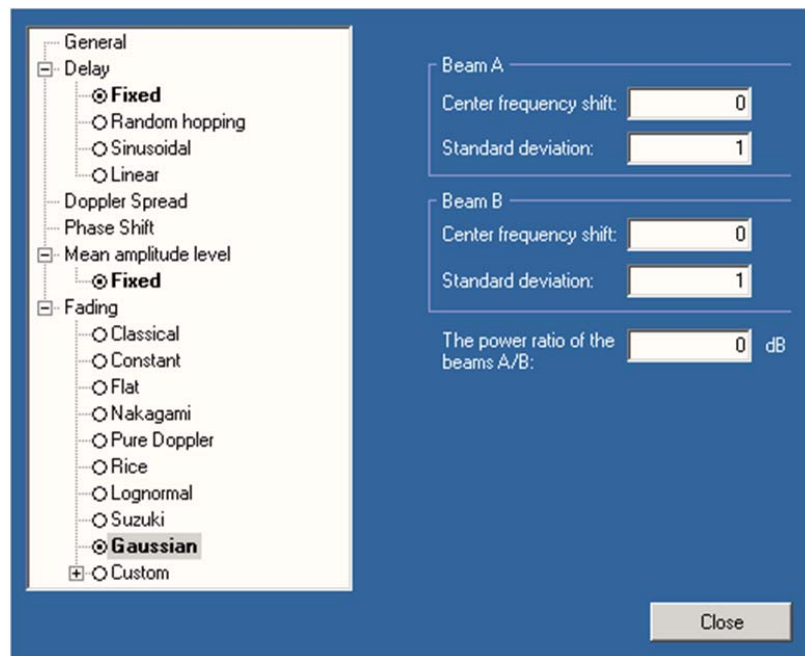 General
Delay
Fixed
Random hopping
Sinusoidal
Linear
Doppler Spread
Phase Shift
Mean amplitude level
Fixed
Fading
Classical
Constant
Flat
Nakagami
Pure Doppler
Rice
Lognormal
Suzuki
Gaussian
Custom
Beam A
Center frequency shift: 0
Standard deviation: 1
Beam B
Center frequency shift: 0
Standard deviation: 1
The power ratio of the
beams A/B: 0 dB
Close